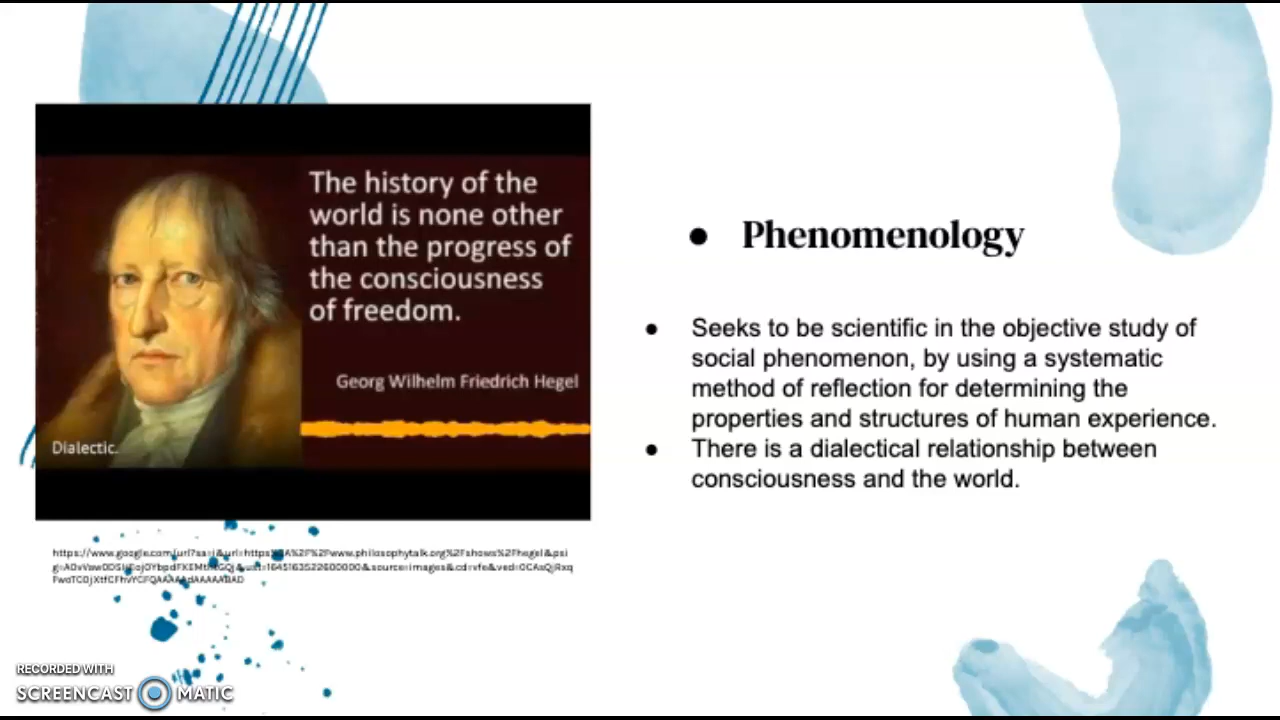 The history of the
world is none other
than the progress of
the consciousness
of freedom.
Georg Wilhelm Friedrich Hegel
Dialectic.
● Phenomenology
● Seeks to be scientific in the objective study of
social phenomenon, by using a systematic
method of reflection for determining the
properties and structures of human experience.
● There is a dialectical relationship between
consciousness and the world.
RECORDED WITH
SCREENCAST MATIC